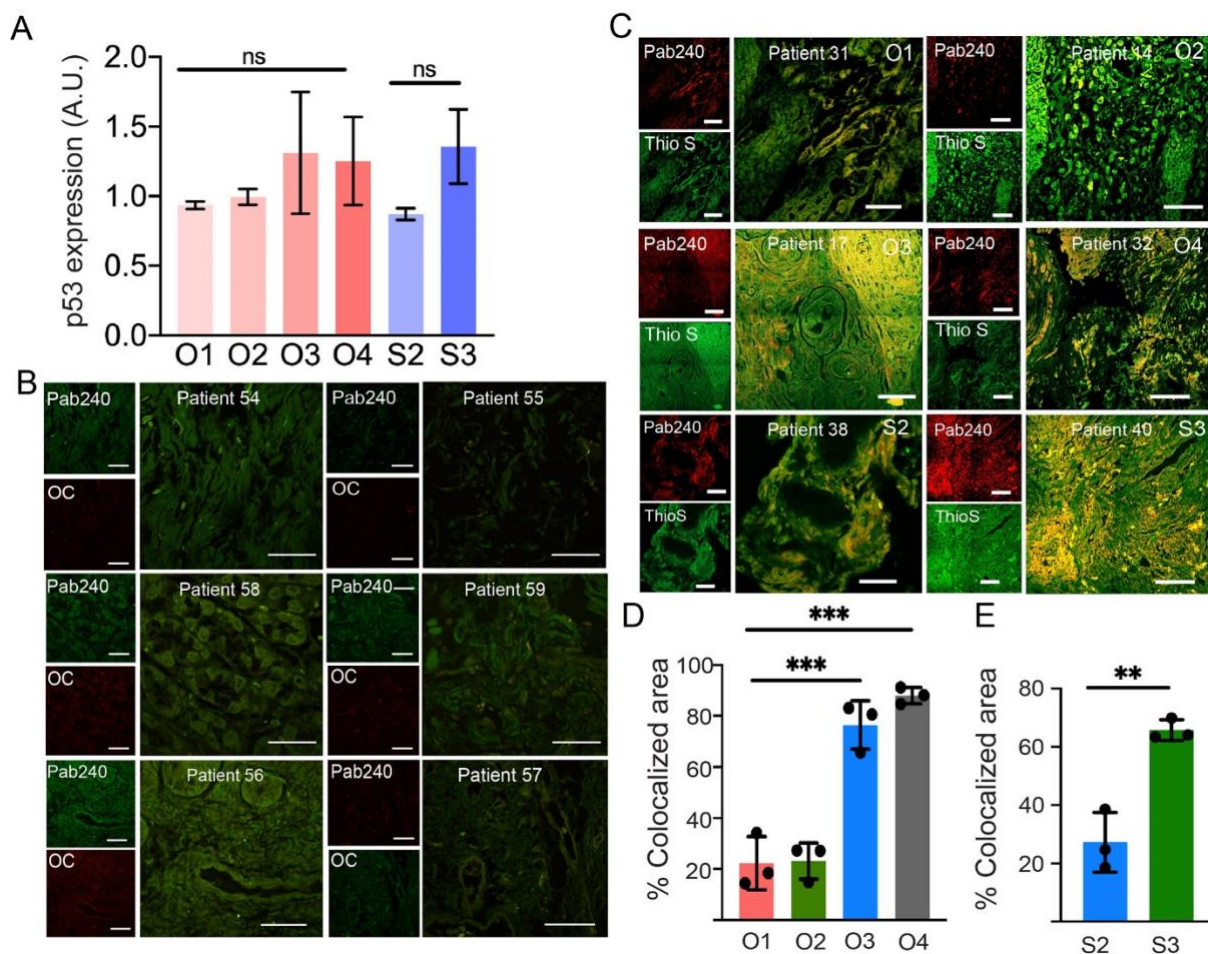 A
p53 expression (A.U.)
2.0
1.5
1.0
0.5
0.0
ns
ns
O1 O2 O3 O4 S2 S3
B
Pab240
OC
Patient 54
Pab240
OC
Patient 55
Pab240
OC
Patient 58
Pab240
OC
Patient 59
Pab240
OC
Patient 56
Pab240
OC
Patient 57
C
Pab240
Thio S
Patient 31 O1
Pab240
Thio S
Patient 14 O2
Pab240
Thio S
Patient 17 O3
Pab240
Thio S
Patient 32 O4
Pab240
ThioS
Patient 38 S2
Pab240
ThioS
Patient 40 S3
D
% Colocalized area
100
80
60
40
20
***
***
O1 O2 O3 O4
E
% Colocalized area
80
60
40
20
**
S2 S3